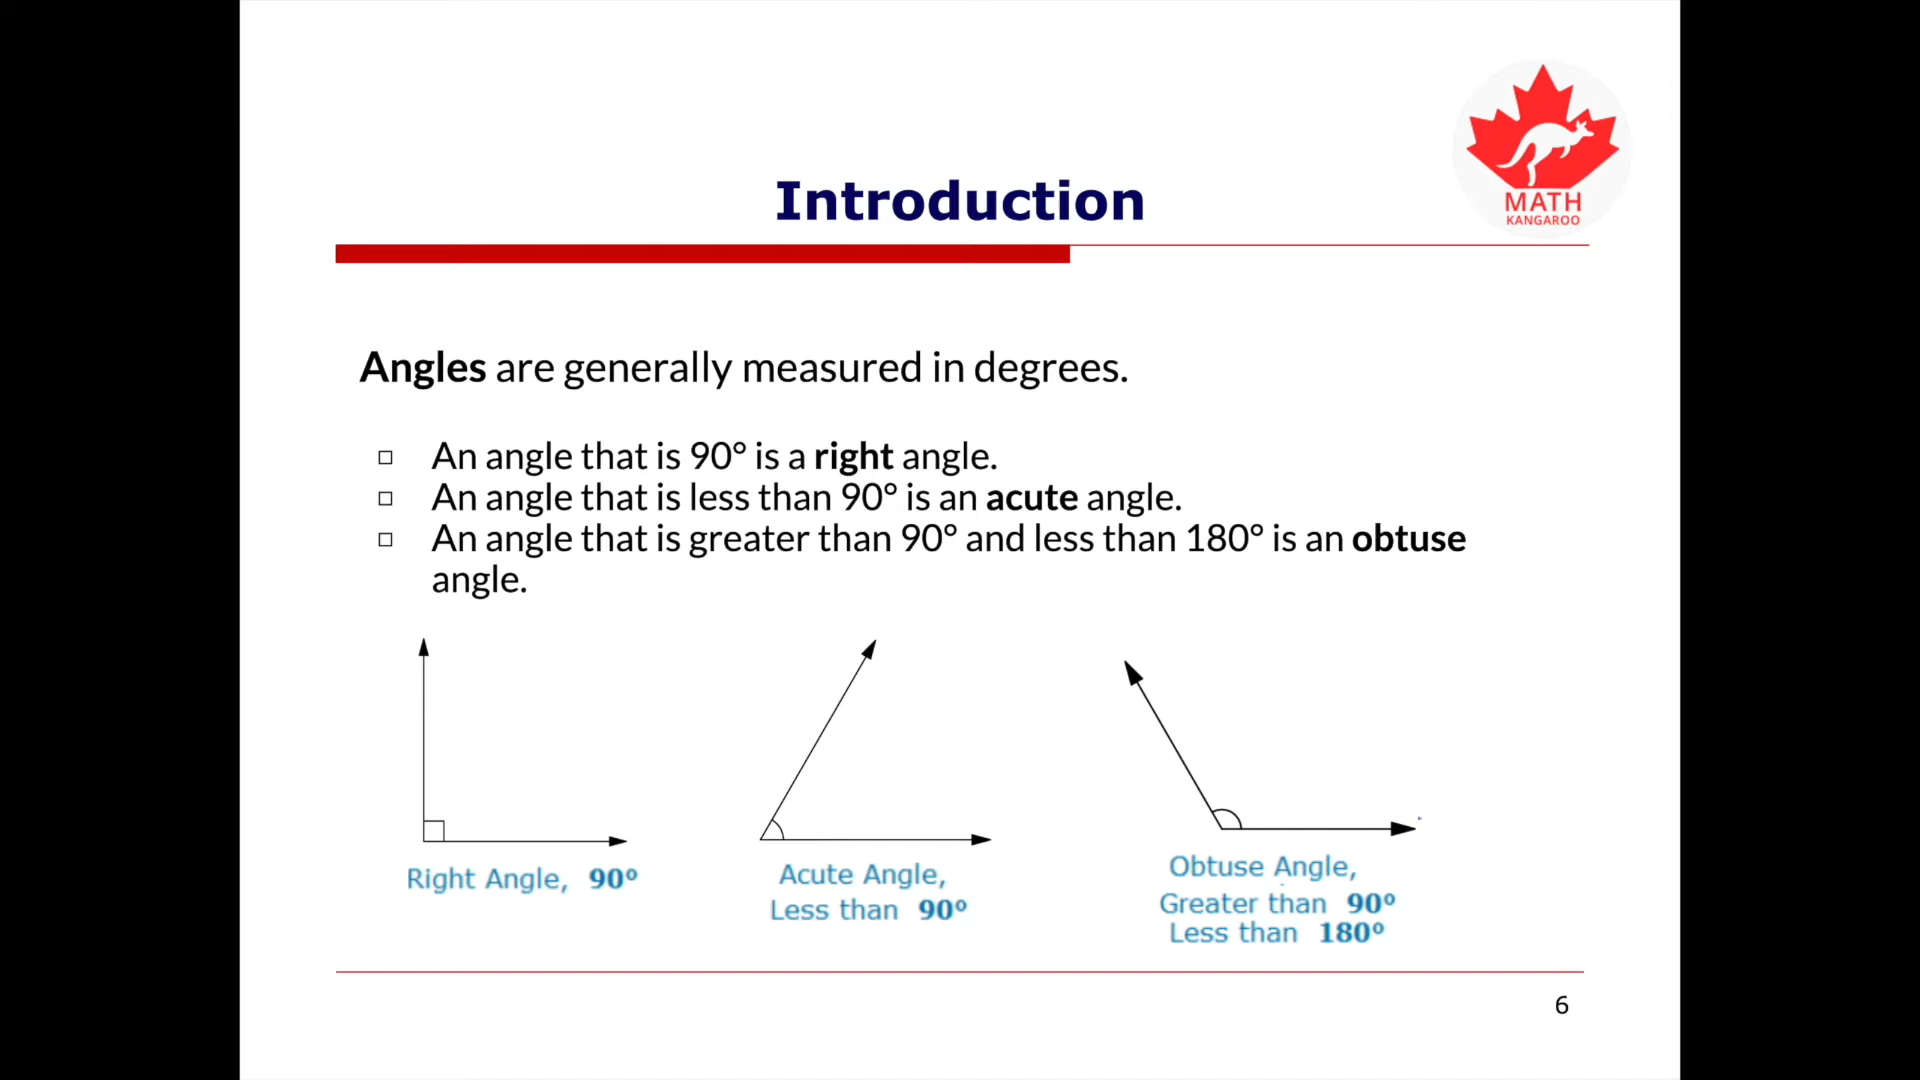 MATH
KANGAROO
Introduction
Angles are generally measured in degrees.
An angle that is 90° is a right angle.
An angle that is less than 90° is an acute angle.
An angle that is greater than 90° and less than 180° is an obtuse
angle.
Right Angle, 90º
Acute Angle,
Less than 90º
Obtuse Angle,
Greater than 90º
Less than 180º
6